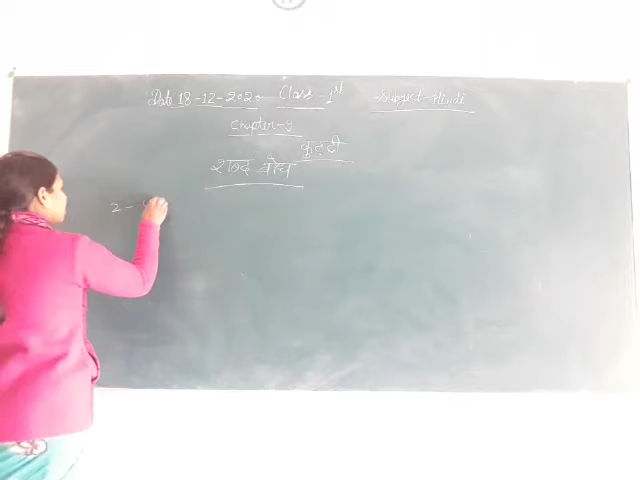 Date 18-12-2020 Class-1st Subject-Hindi
Chapter-9
कुट्टी
शब्द बोध
2-